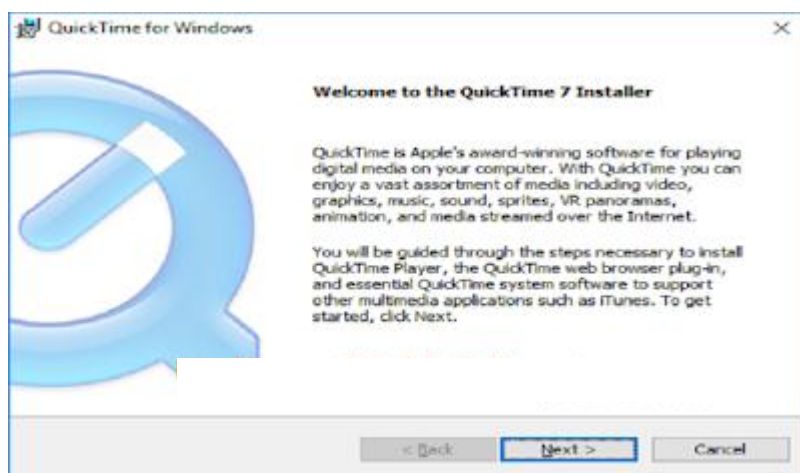 QuickTime for Windows
Welcome to the QuickTime 7 Installer
QuickTime is Apple's award-winning software for playing
digital media on your computer. With QuickTime you can
enjoy a vast assortment of media including video,
graphics, music, sound, sprites, VR panoramas,
animation, and media streamed over the Internet.
You will be guided through the steps necessary to install
QuickTime Player, the QuickTime web browser plug-in,
and essential QuickTime system software to support
other multimedia applications such as iTunes. To get
started, click Next.
< Back Next > Cancel